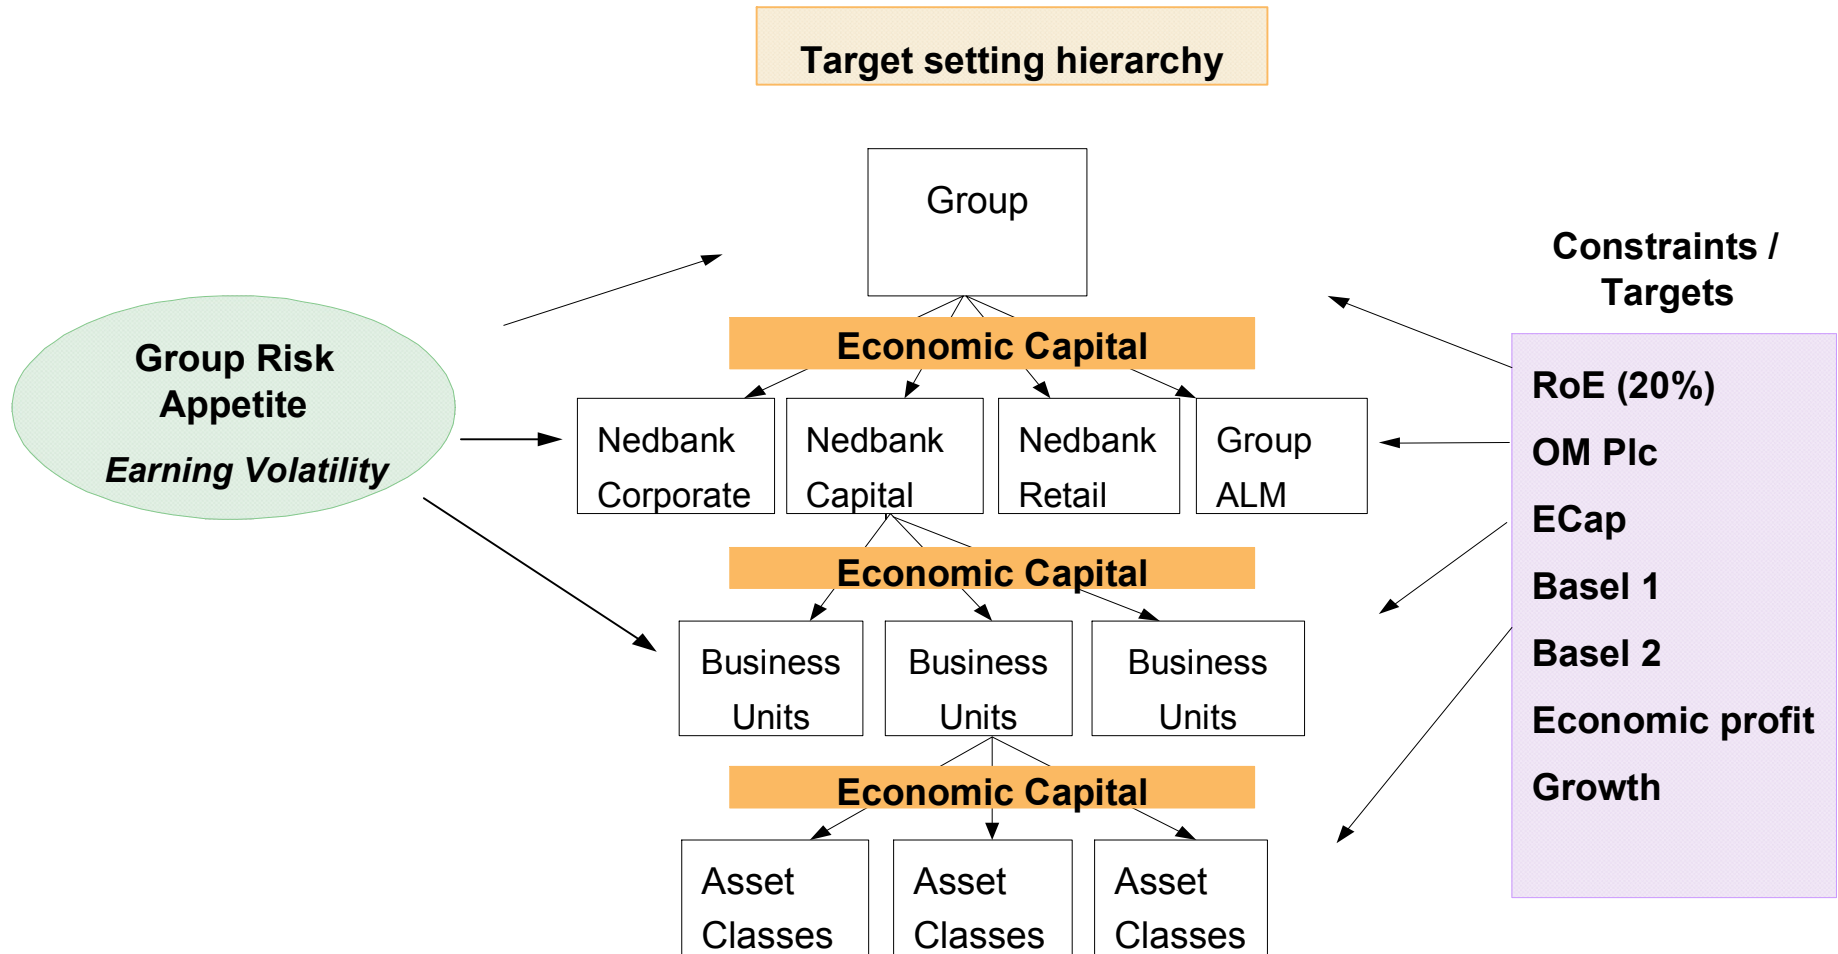 Target setting hierarchy
Group
Constraints /
Targets
Group Risk
Appetite
Earning Volatility
Economic Capital
Nedbank
Corporate
Nedbank
Capital
Nedbank
Retail
Group
ALM
Economic Capital
Business
Units
Business
Units
Business
Units
Economic Capital
Asset
Classes
Asset
Classes
Asset
Classes
RoE (20%)
OM Plc
ECap
Basel 1
Basel 2
Economic profit
Growth